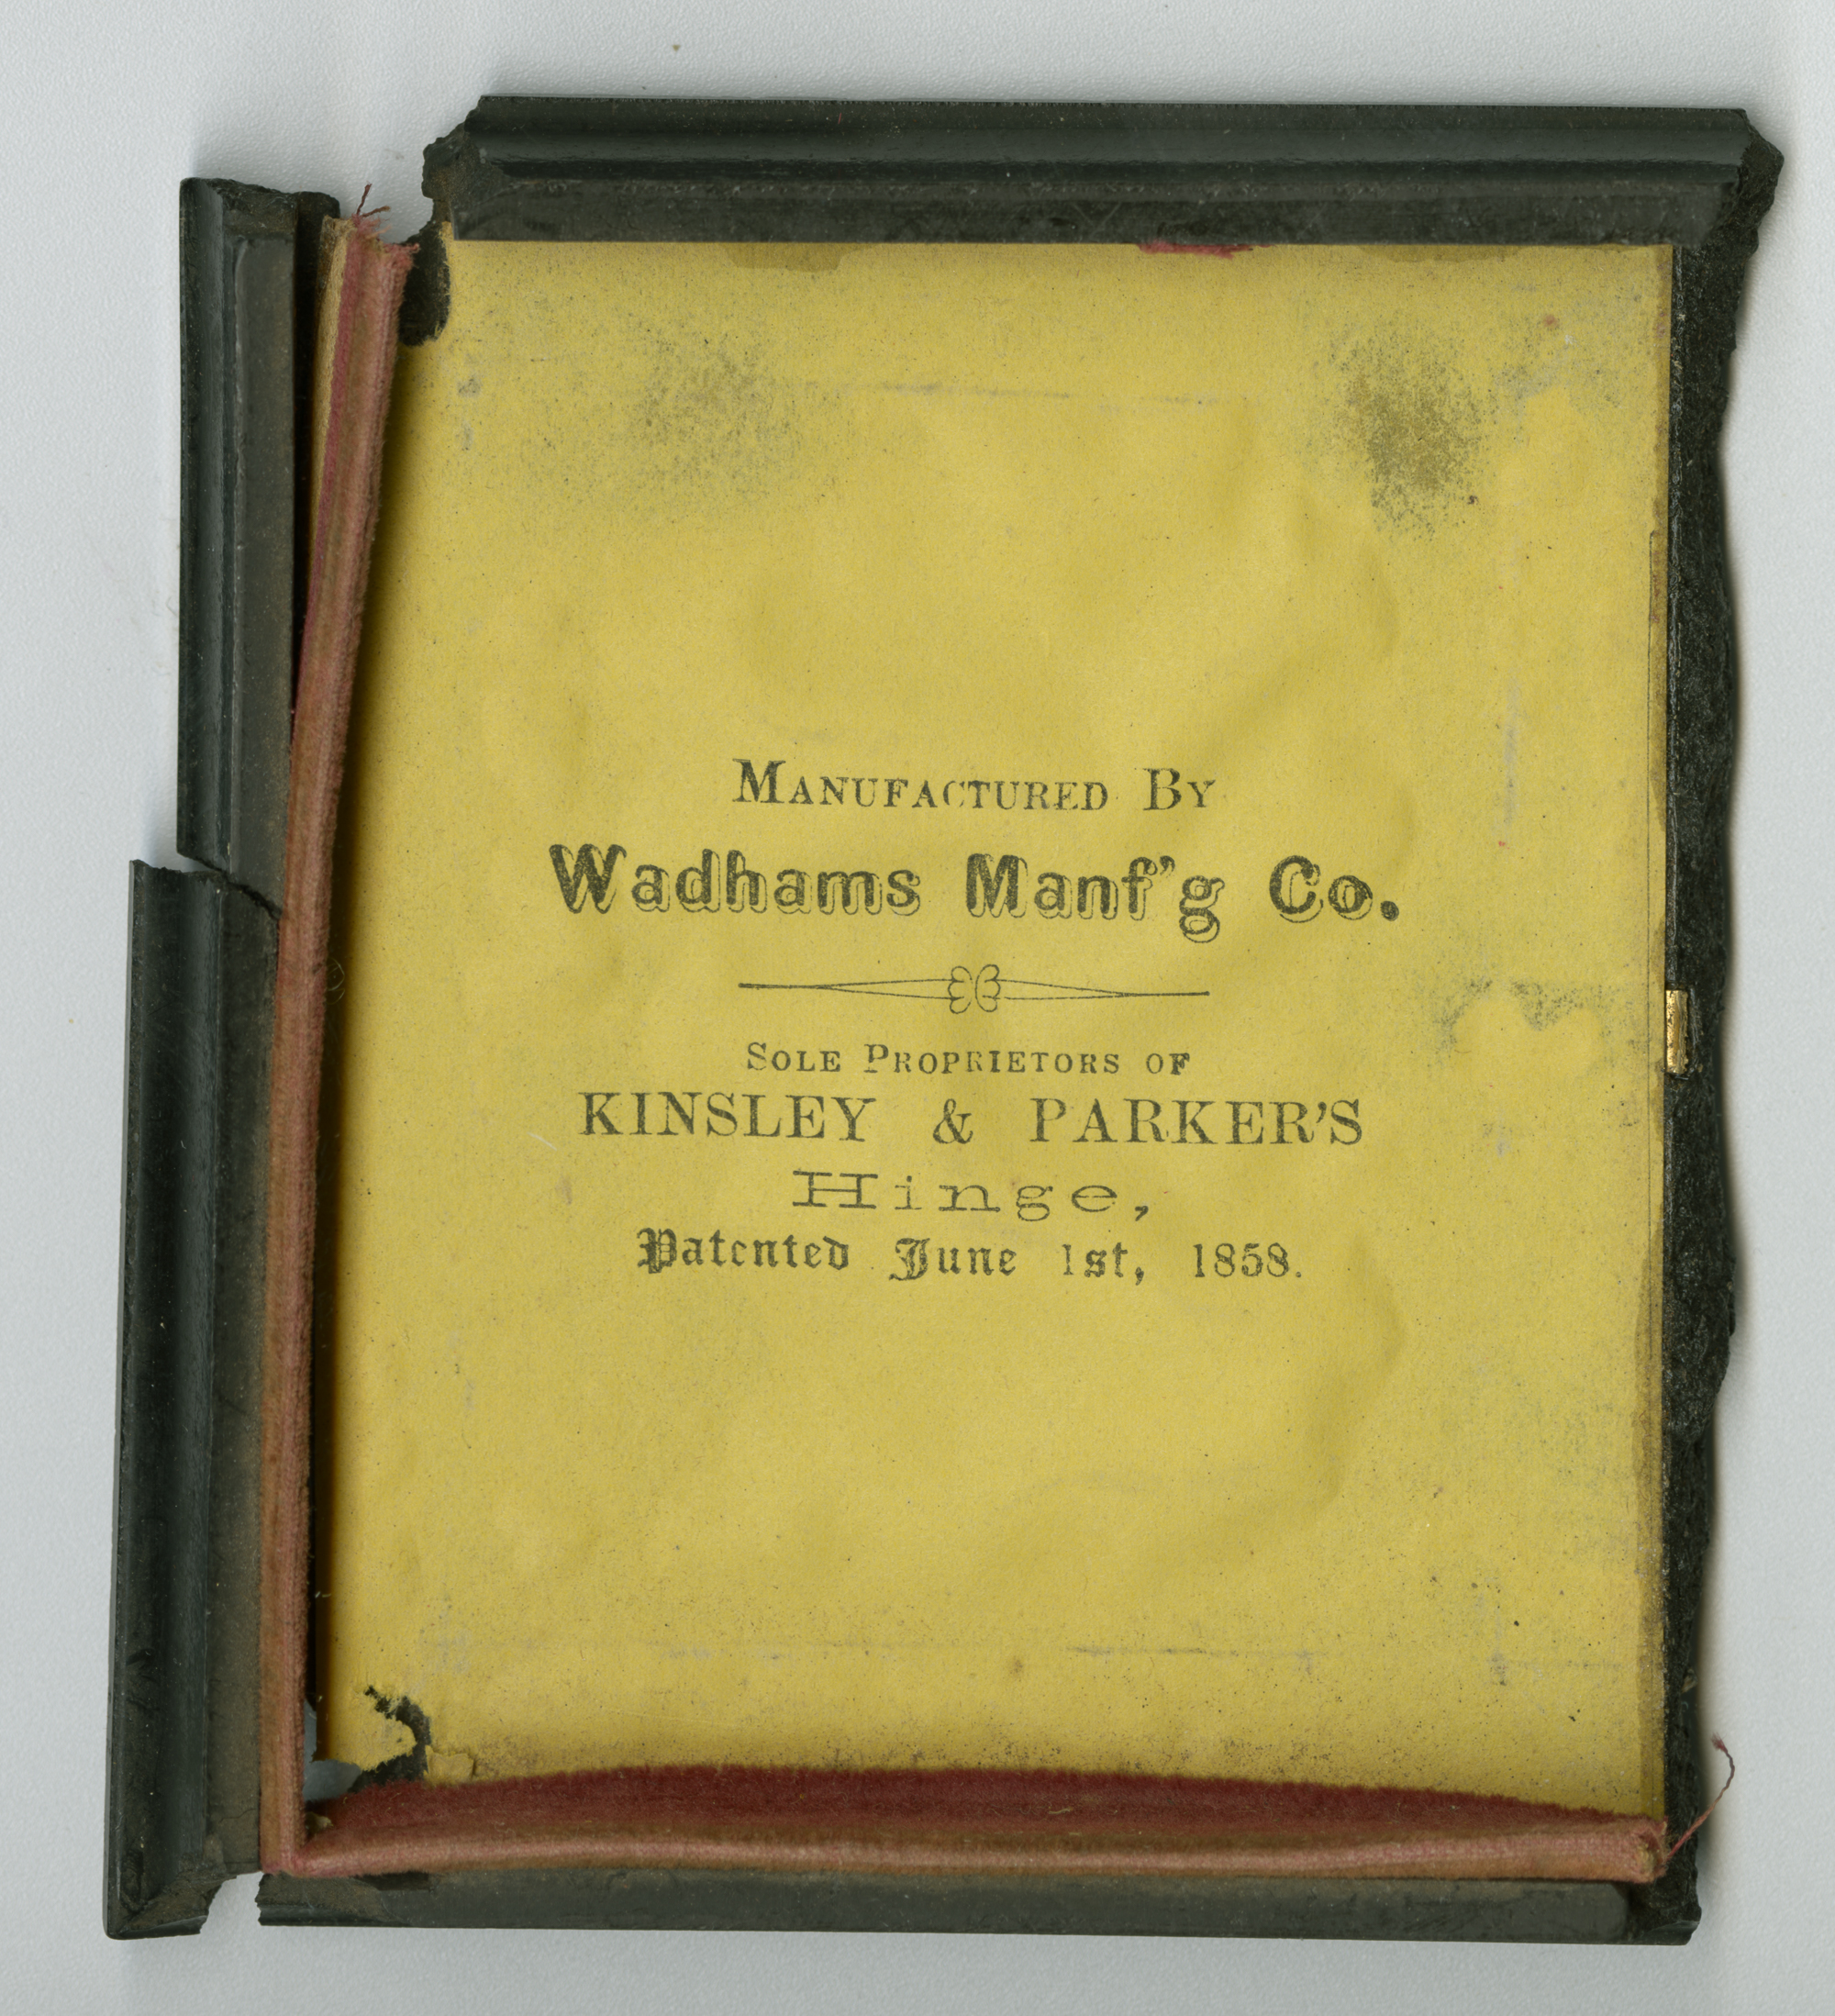 Manufactured By
Wadhams Manf'g Co.
Sole Proprietors of
KINSLEY & PARKER'S
Hinge,
Patented June 1st, 1858.